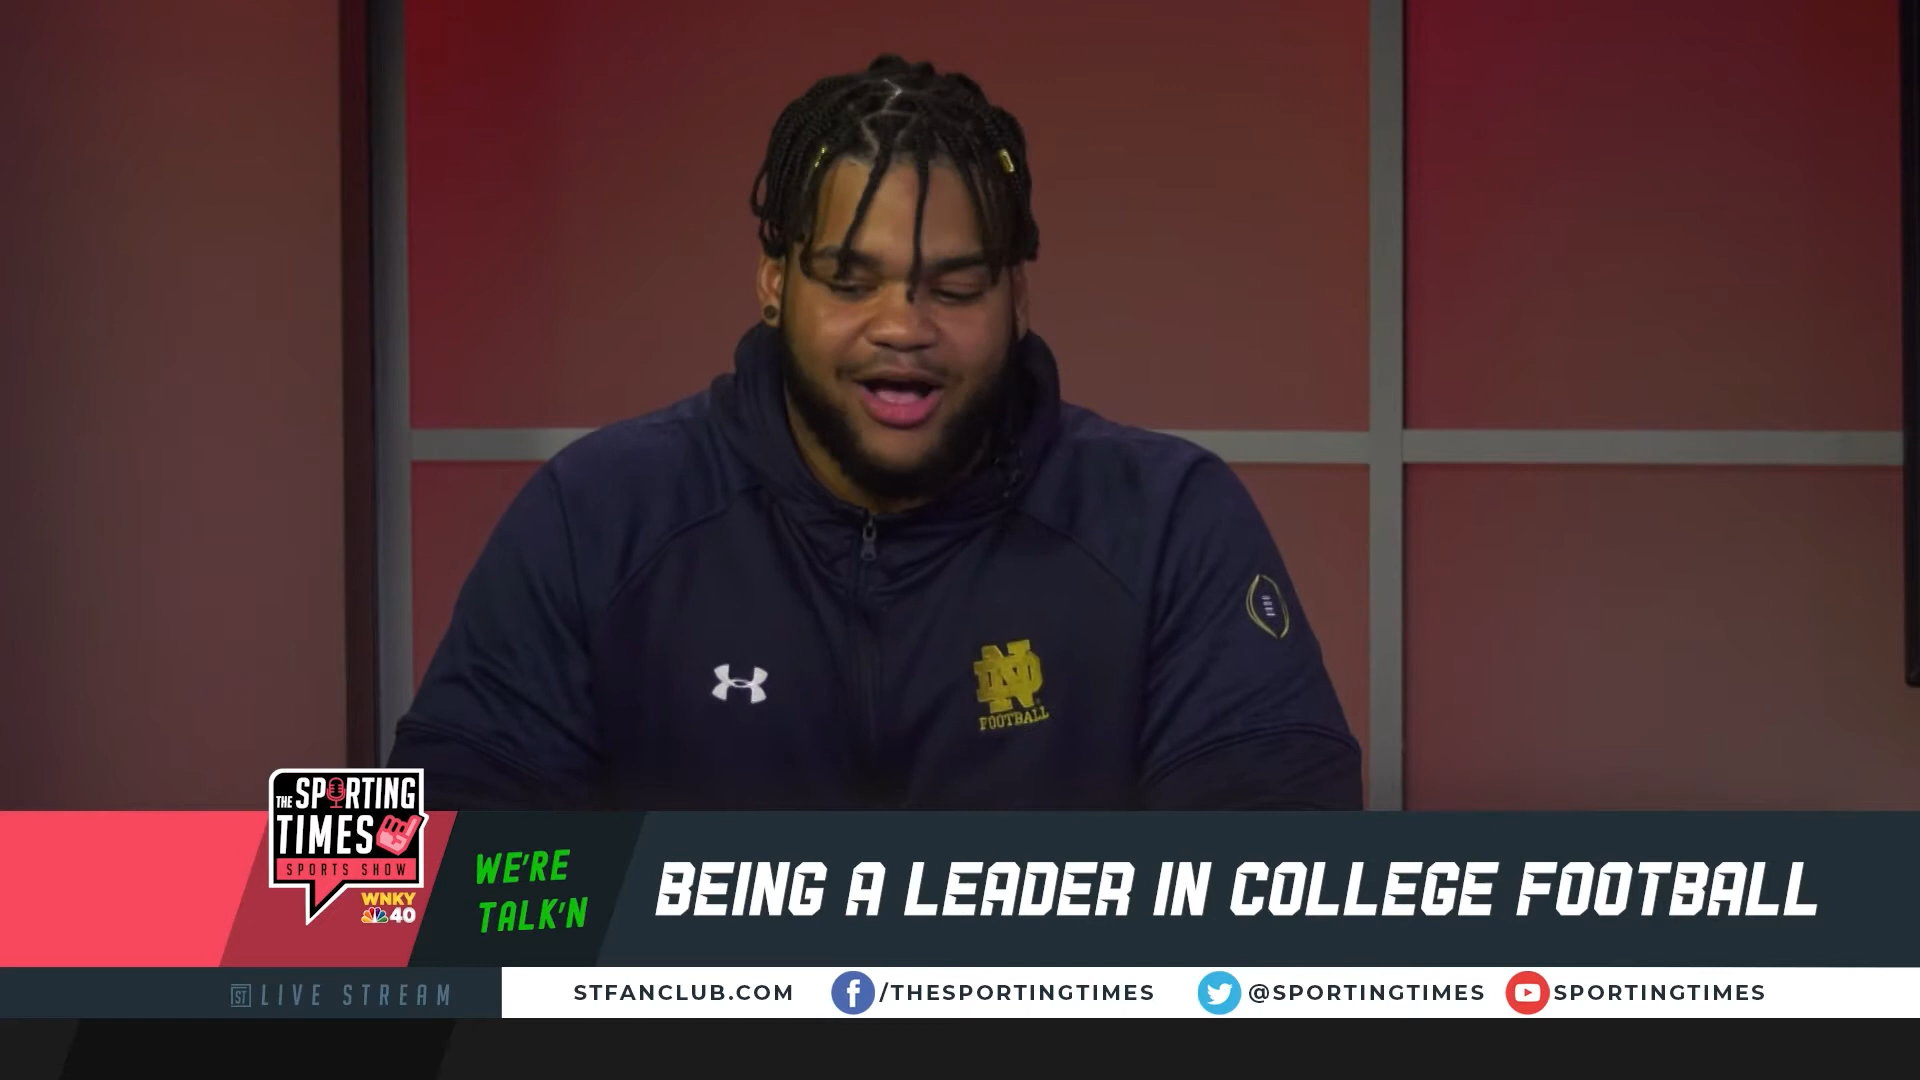 ND
FOOTBALL
THE SPORTING
TIMES
SPORTS SHOW
WNKY
40
WE'RE
TALK'N
BEING A LEADER IN COLLEGE FOOTBALL
ST LIVE STREAM
STFANCLUB.COM
f /THESPORTINGTIMES
@SPORTINGTIMES
SPORTINGTIMES